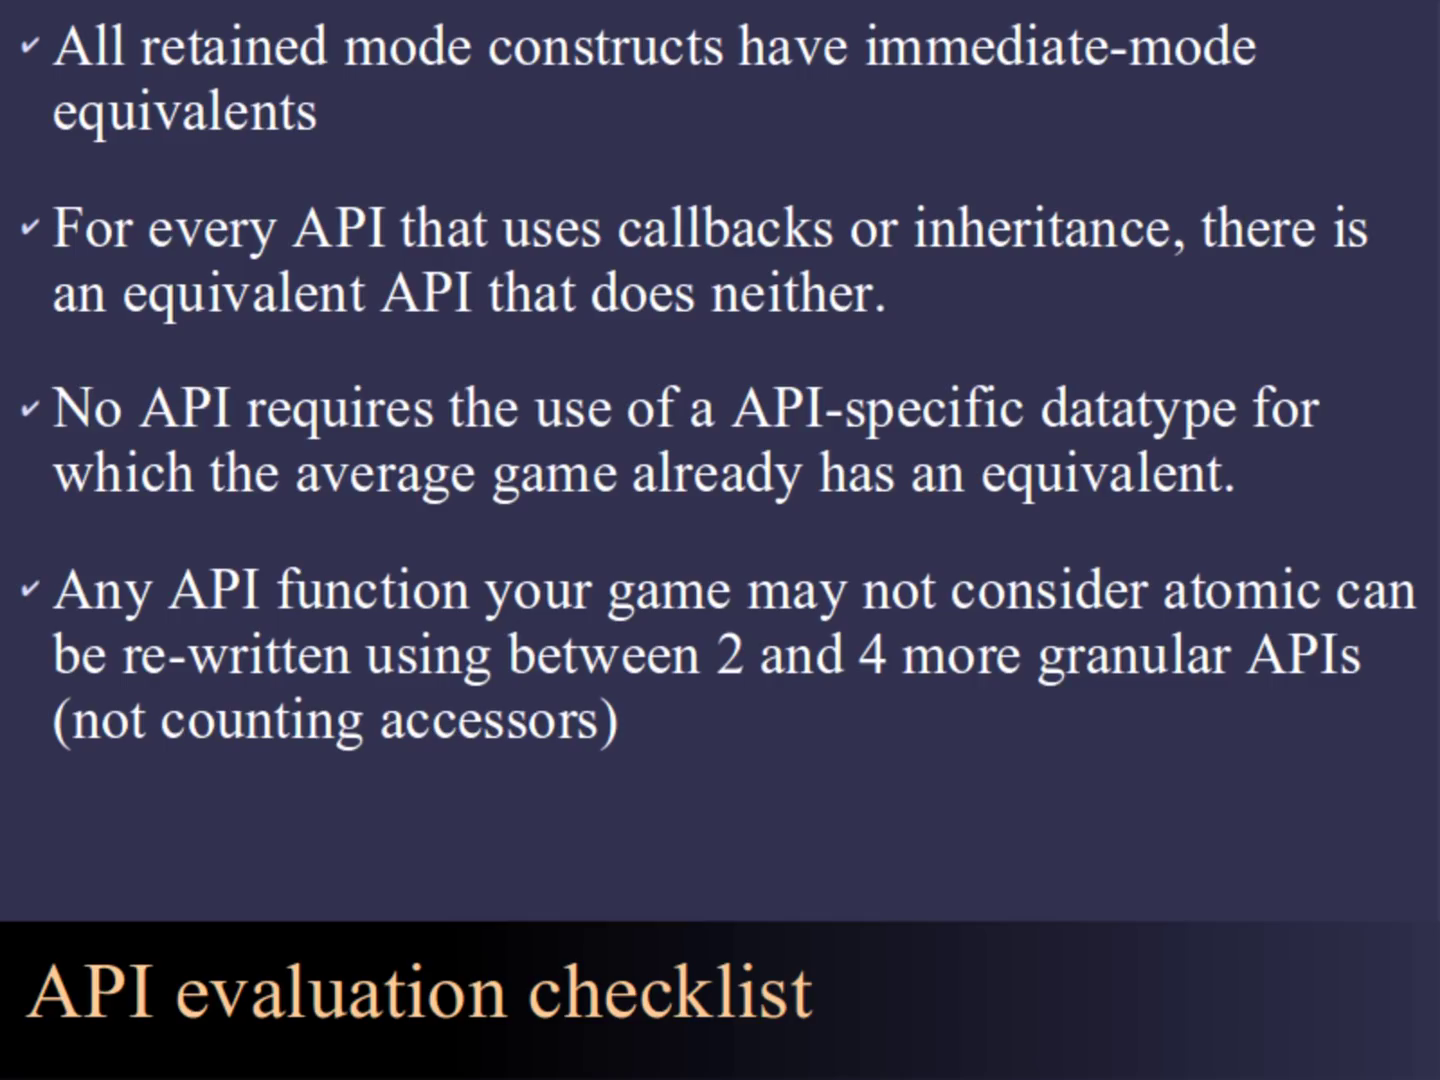 All retained mode constructs have immediate-mode
equivalents
For every API that uses callbacks or inheritance, there is
an equivalent API that does neither.
No API requires the use of a API-specific datatype for
which the average game already has an equivalent.
Any API function your game may not consider atomic can
be re-written using between 2 and 4 more granular APIs
(not counting accessors)
API evaluation checklist